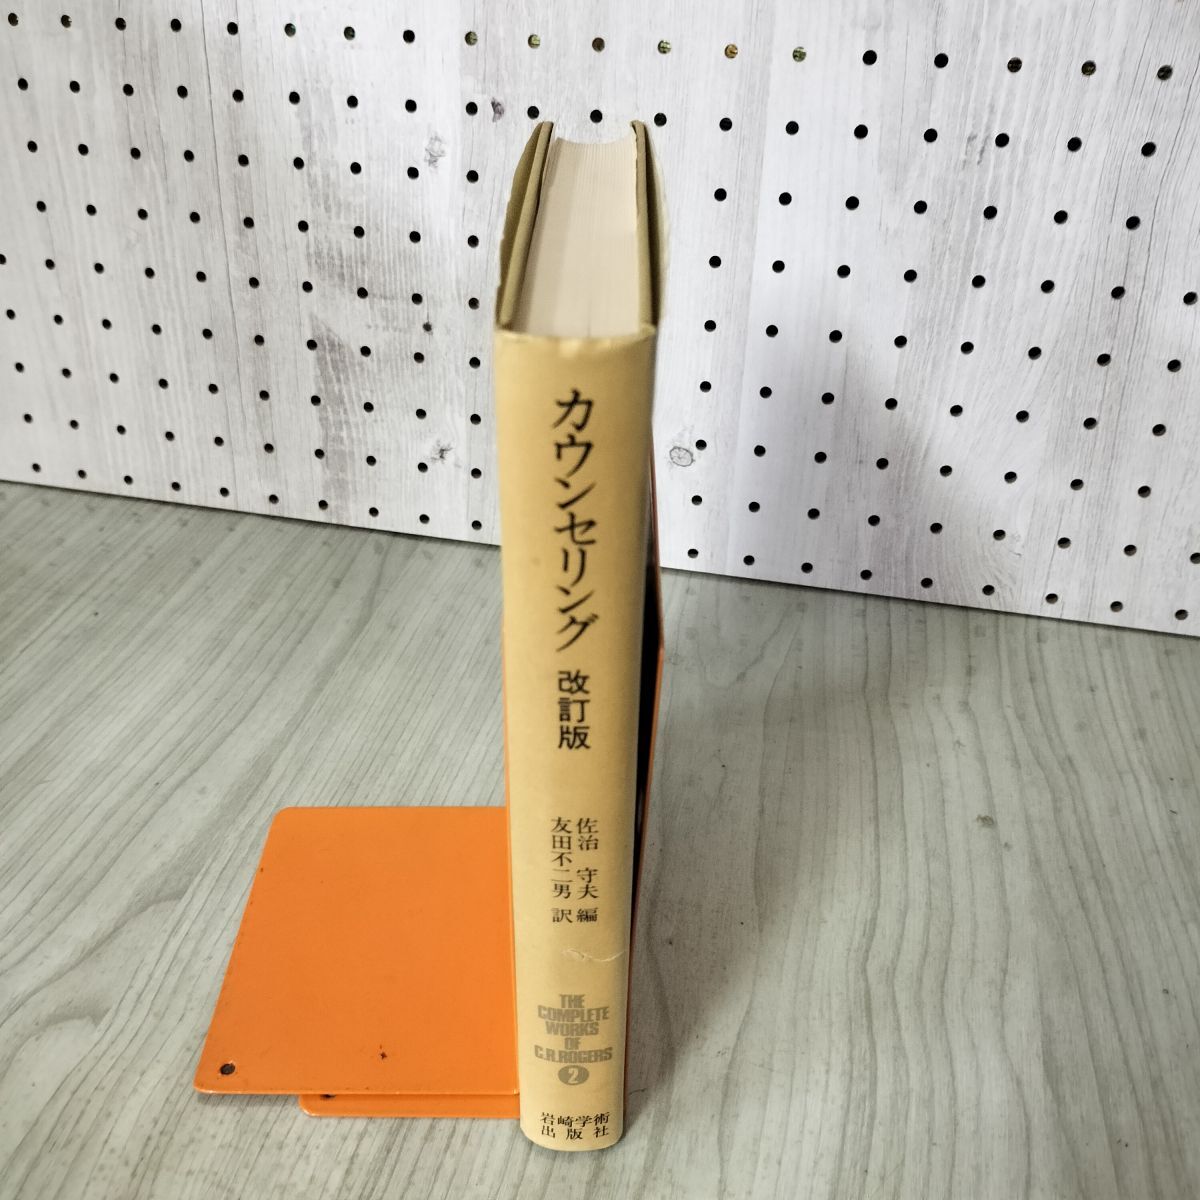 カウンセリング 改訂版
佐治 守夫 編
友田不二男 訳
THE
COMPLETE
WORKS
OF
C.R.ROGERS
2
岩崎学術
出版社